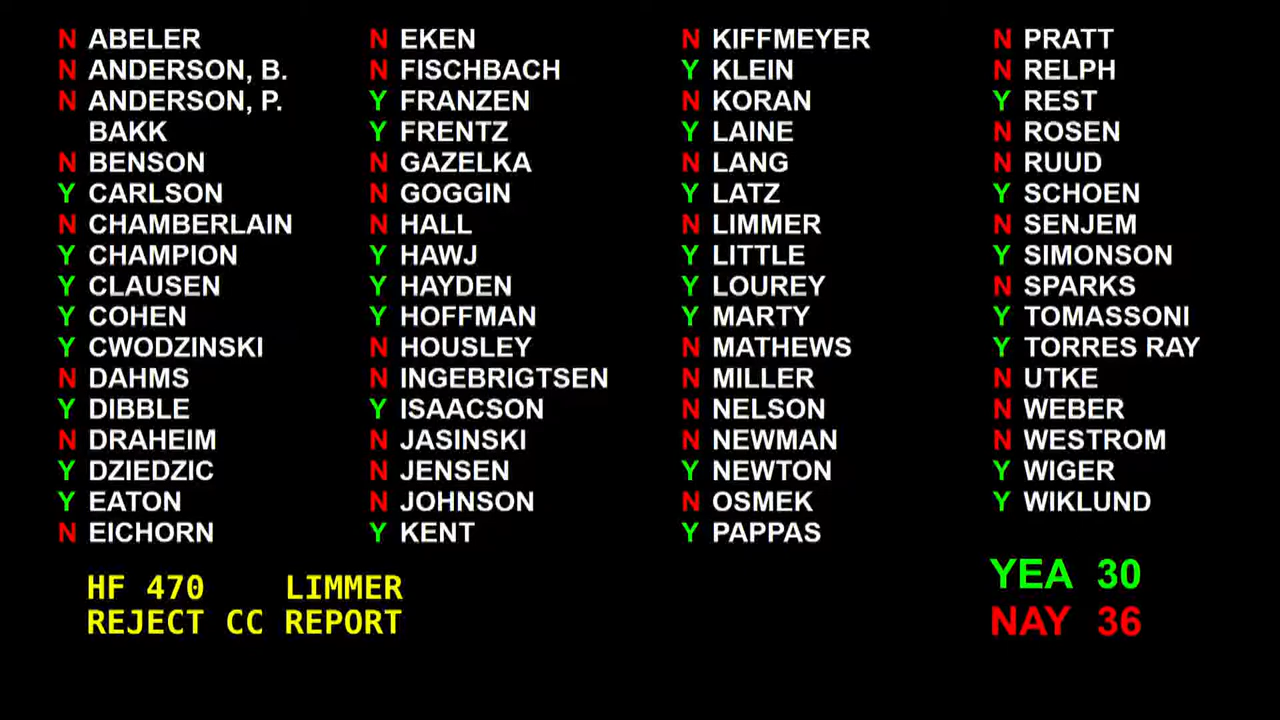 N ABELER
N ANDERSON, B.
N ANDERSON, P.
BAKK
N BENSON
Y CARLSON
N CHAMBERLAIN
Y CHAMPION
Y CLAUSEN
Y COHEN
Y CWODZINSKI
N DAHMS
Y DIBBLE
N DRAHEIM
Y DZIEDZIC
Y EATON
N EICHORN
N EKEN
N FISCHBACH
Y FRANZEN
Y FRENTZ
N GAZELKA
N GOGGIN
N HALL
Y HAWJ
Y HAYDEN
Y HOFFMAN
N HOUSLEY
N INGEBRIGTSEN
Y ISAACSON
N JASINSKI
N JENSEN
N JOHNSON
Y KENT
N KIFFMEYER
Y KLEIN
N KORAN
Y LAINE
N LANG
Y LATZ
N LIMMER
Y LITTLE
Y LOUREY
Y MARTY
N MATHEWS
N MILLER
N NELSON
N NEWMAN
Y NEWTON
N OSMEK
Y PAPPAS
N PRATT
N RELPH
Y REST
N ROSEN
N RUUD
Y SCHOEN
N SENJEM
Y SIMONSON
N SPARKS
Y TOMASSONI
Y TORRES RAY
N UTKE
N WEBER
N WESTROM
Y WIGER
Y WIKLUND
HF 470 LIMMER
REJECT CC REPORT
YEA 30
NAY 36